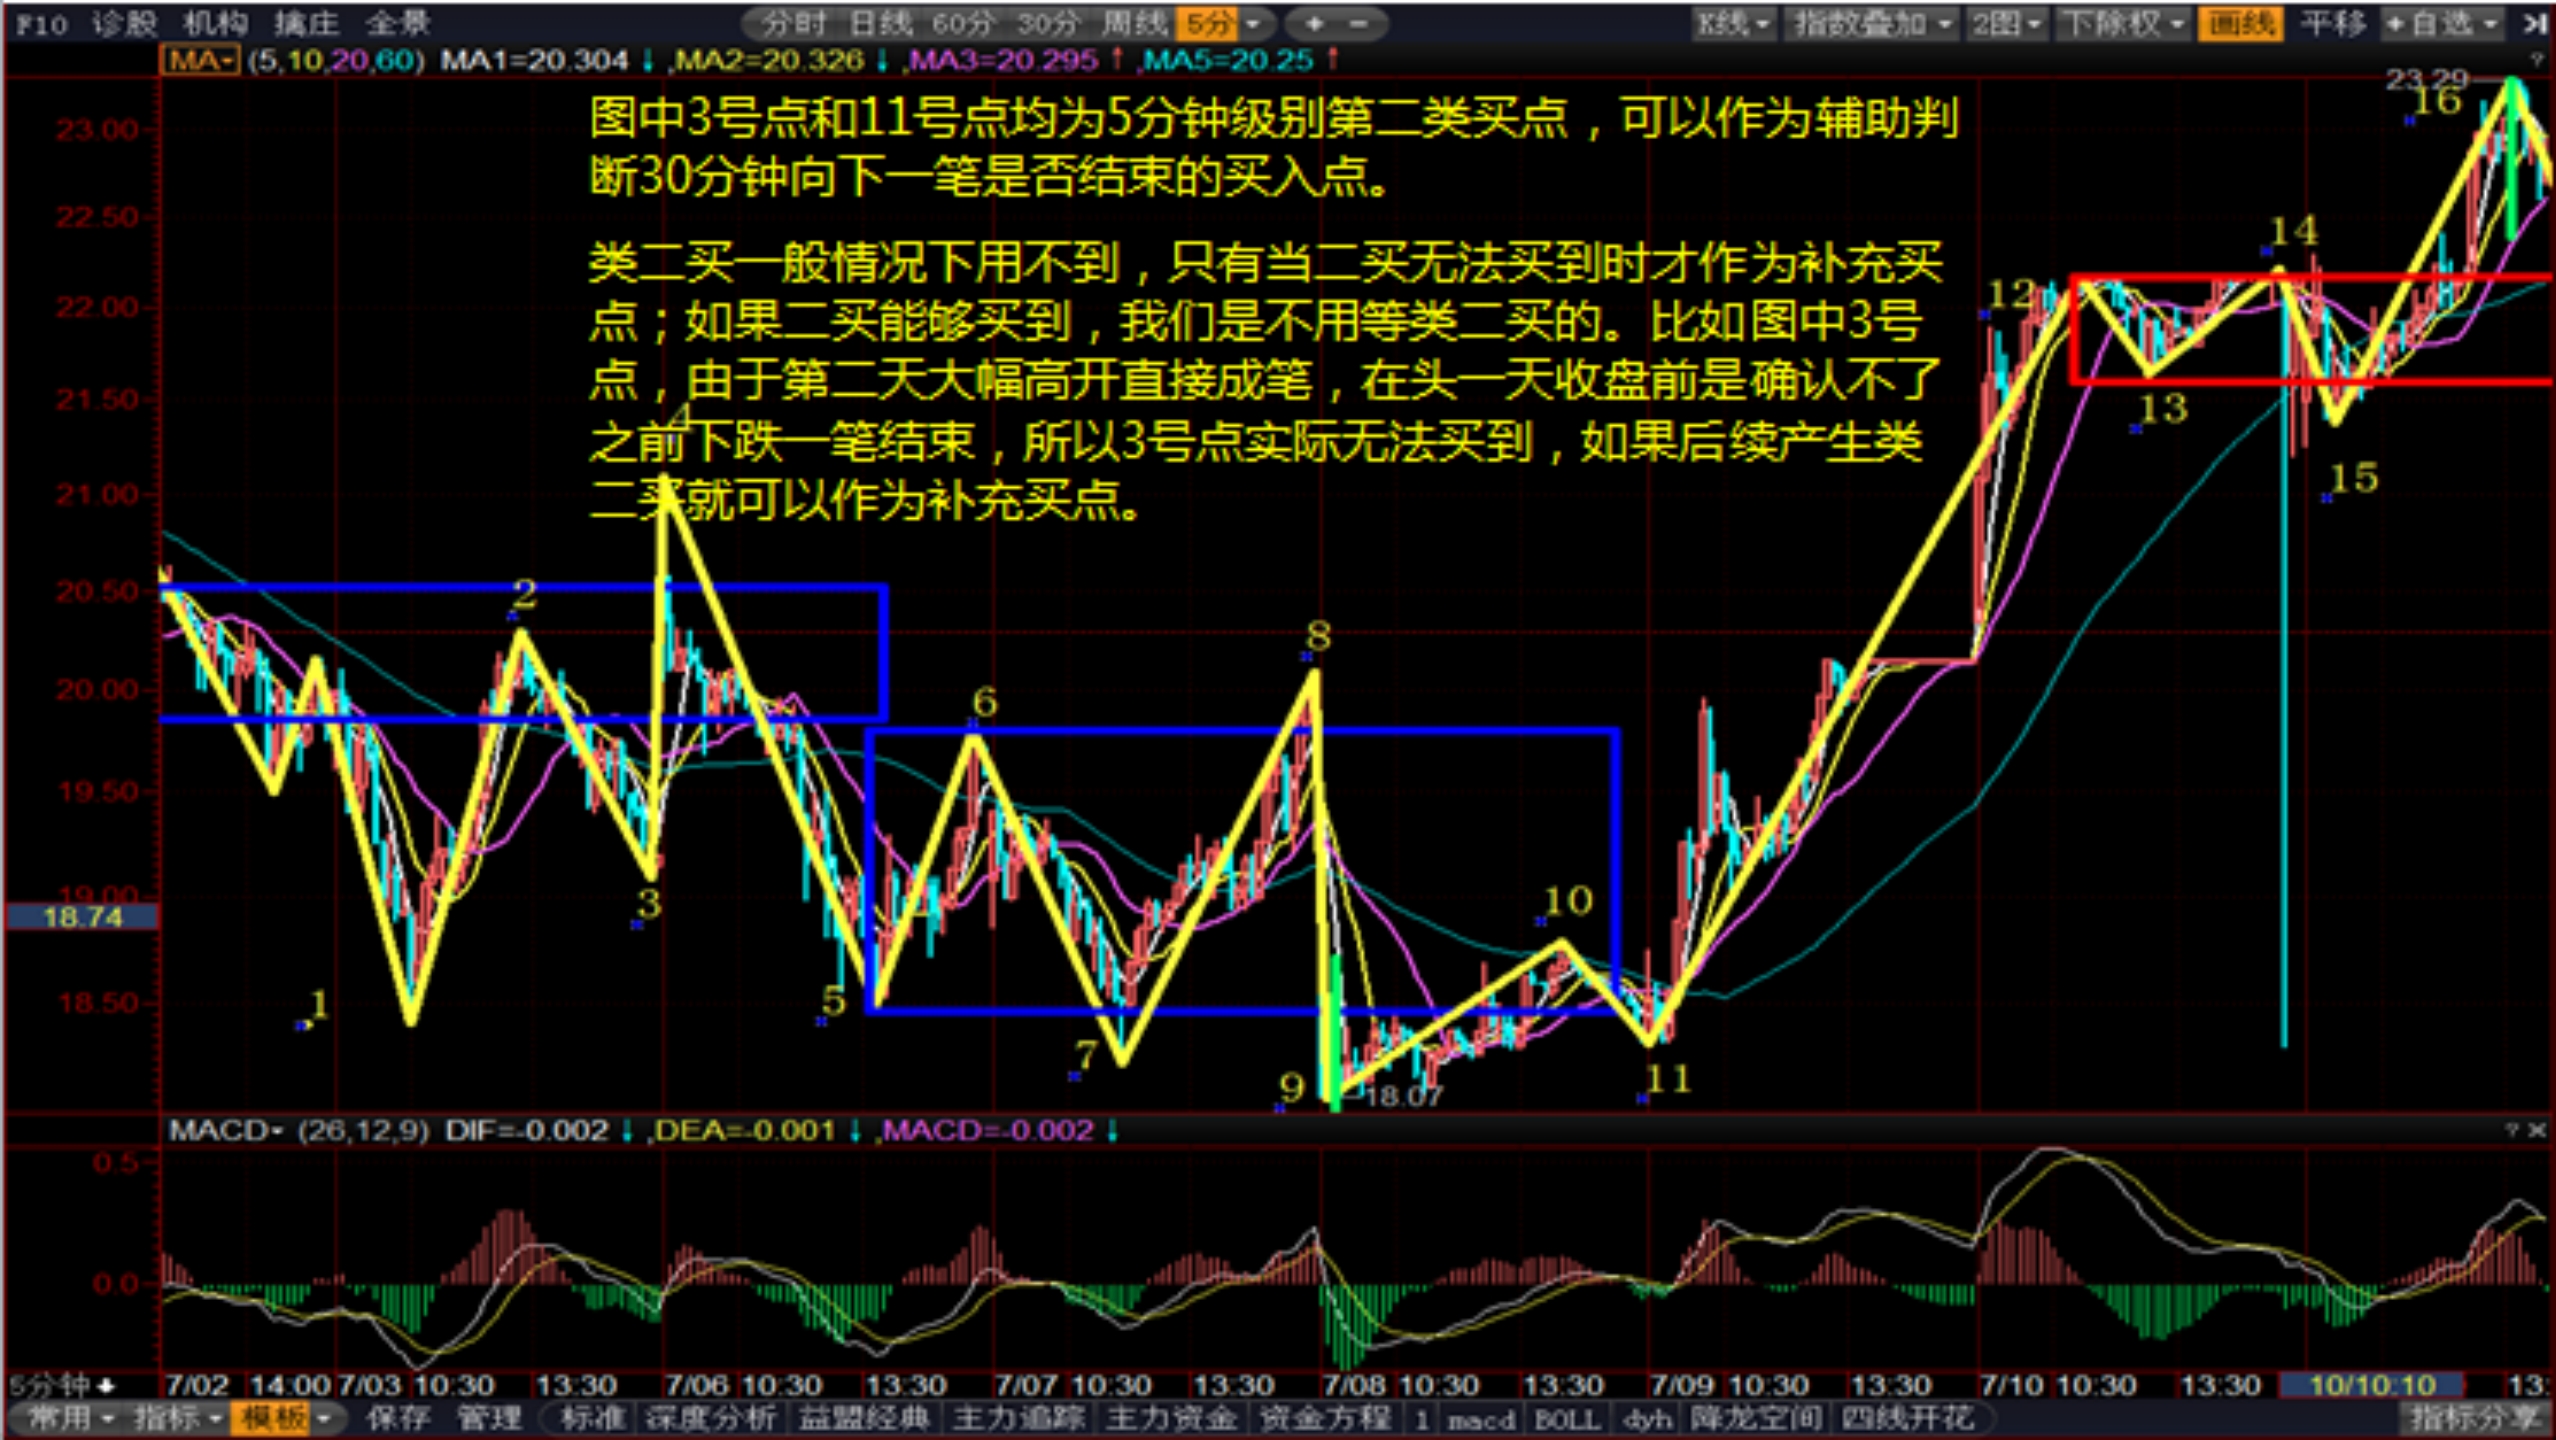 F10 诊股 机构 擒庄 全景 分时 日线 60分 30分 周线 5分 + - K线 指数叠加 2图 下除权 画线 平移 +自选
MA (5,10,20,60) MA1=20.304↓,MA2=20.326↓,MA3=20.295↑,MA5=20.25↑
图中3号点和11号点均为5分钟级别第二类买点，可以作为辅助判
断30分钟向下一笔是否结束的买入点。
类二买一般情况下用不到，只有当二买无法买到时才作为补充买
点；如果二买能够买到，我们是不用等类二买的。比如图中3号
点，由于第二天大幅高开直接成笔，在头一天收盘前是确认不了
之前下跌一笔结束，所以3号点实际无法买到，如果后续产生类
二买就可以作为补充买点。
23.29
16
23.00
22.50
14
22.00
12
21.50
13
4
15
21.00
20.50
2
8
20.00
6
19.50
19.00
18.74
3
10
18.50
1
5
7
9
11
18.07
MACD (26,12,9) DIF=-0.002↓,DEA=-0.001↓,MACD=-0.002↓
0.5
0.0
5分钟 7/02 14:00 7/03 10:30 13:30 7/06 10:30 13:30 7/07 10:30 13:30 7/08 10:30 13:30 7/09 10:30 13:30 7/10 10:30 13:30 10/10:10 13:
常用 指标 模板 保存 管理 标准 深度分析 益盟经典 主力追踪 主力资金 资金方程 1 macd BOLL dyh 降龙空间 四线开花 指标分享